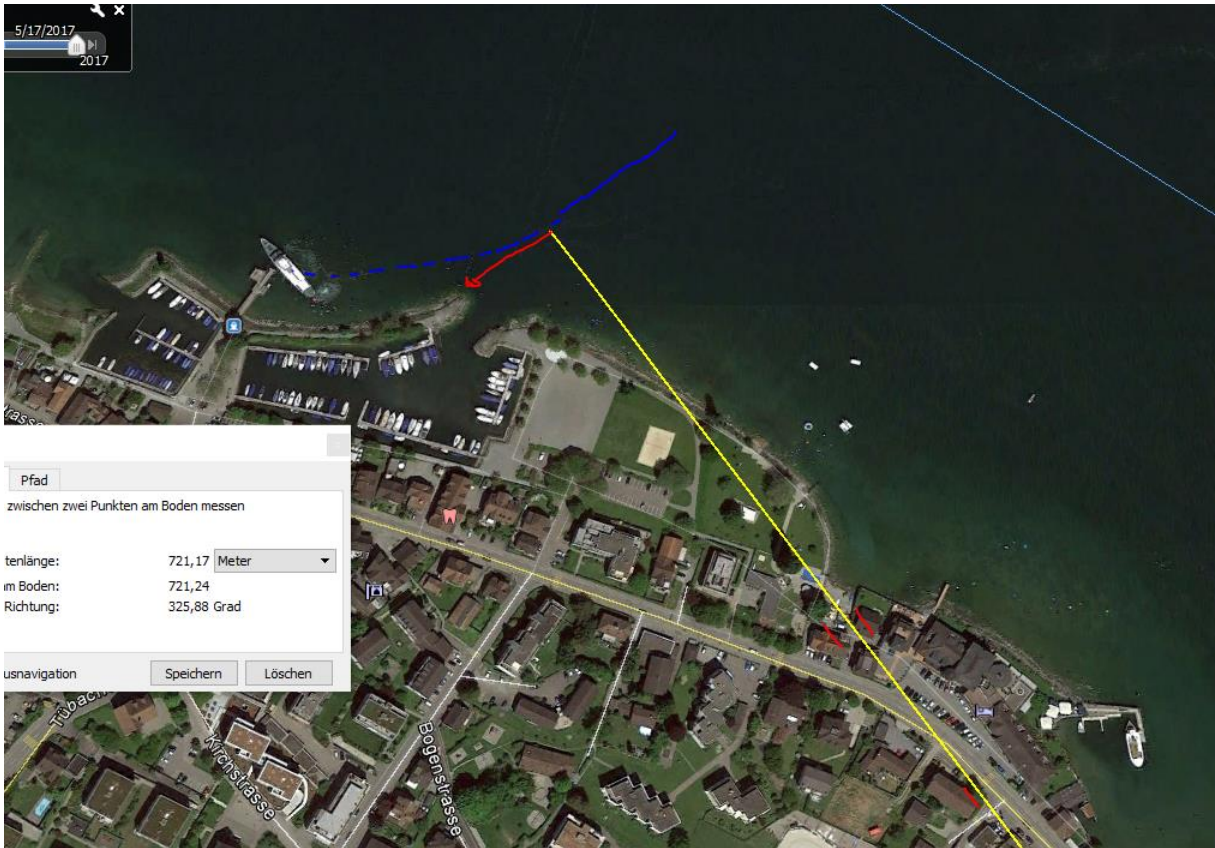 5/17/2017
2017
Pfad
zwischen zwei Punkten am Boden messen
tenlänge: 721,17 Meter
m Boden: 721,24
Richtung: 325,88 Grad
usnavigation Speichern Löschen
Tübach
Kirchstrasse
Bogenstrasse